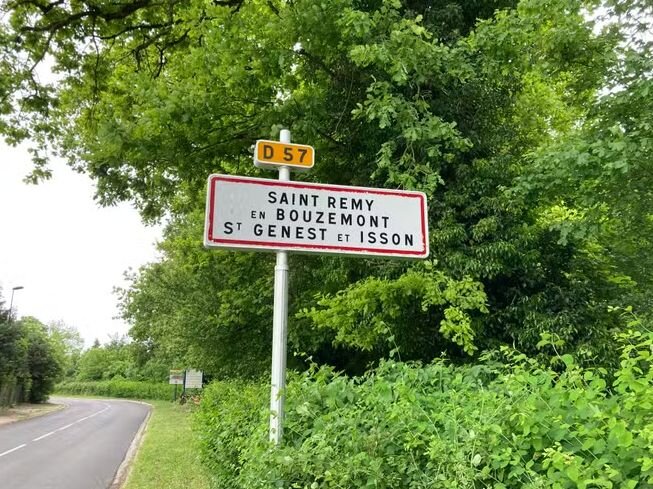 D 57
SAINT REMY
EN BOUZEMONT
ST GENEST ET ISSON